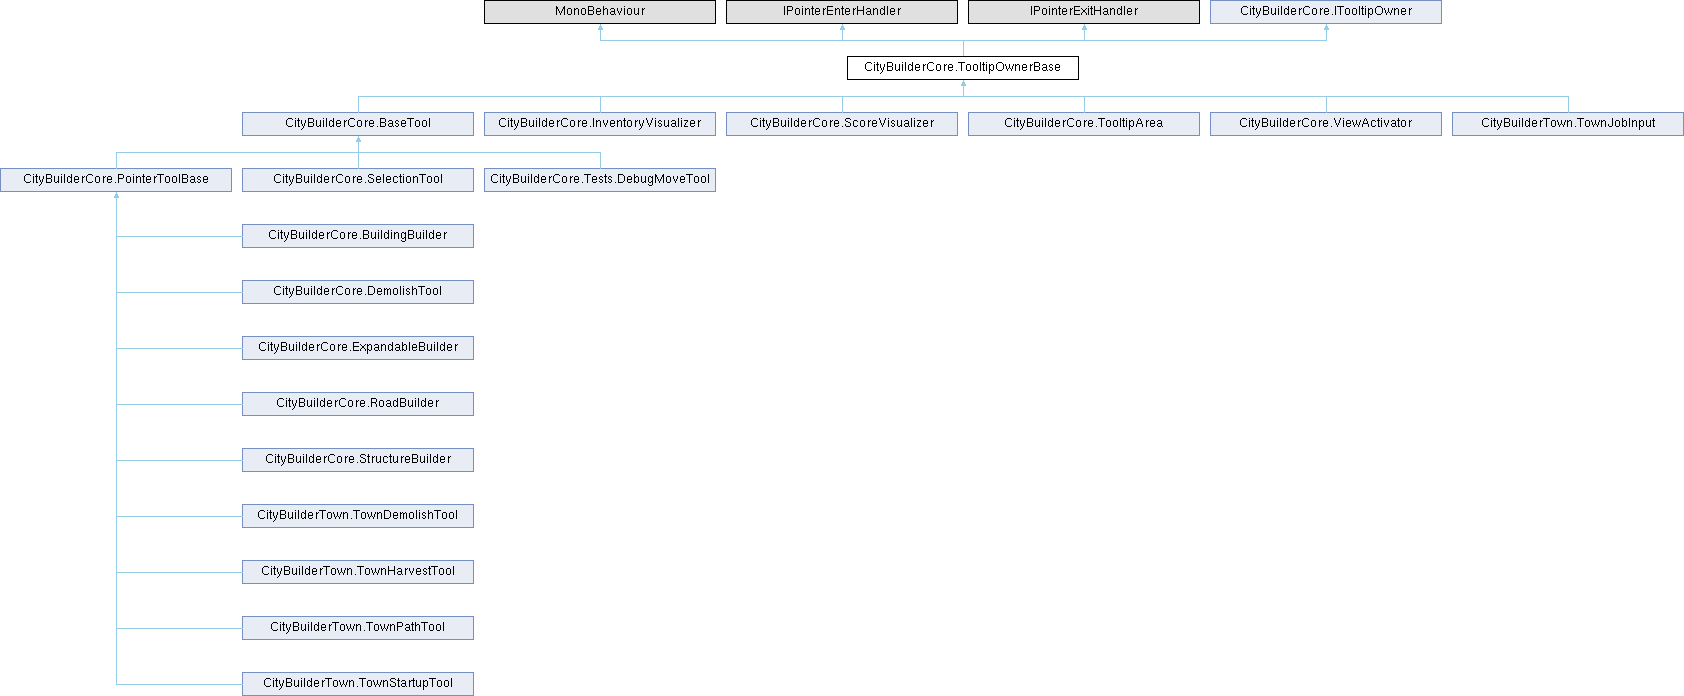 MonoBehaviour
IPointerEnterHandler
IPointerExitHandler
CityBuilderCore.ITooltipOwner
CityBuilderCore.TooltipOwnerBase
CityBuilderCore.BaseTool
CityBuilderCore.InventoryVisualizer
CityBuilderCore.ScoreVisualizer
CityBuilderCore.TooltipArea
CityBuilderCore.ViewActivator
CityBuilderTown.TownJobInput
CityBuilderCore.PointerToolBase
CityBuilderCore.SelectionTool
CityBuilderCore.Tests.DebugMoveTool
CityBuilderCore.BuildingBuilder
CityBuilderCore.DemolishTool
CityBuilderCore.ExpandableBuilder
CityBuilderCore.RoadBuilder
CityBuilderCore.StructureBuilder
CityBuilderTown.TownDemolishTool
CityBuilderTown.TownHarvestTool
CityBuilderTown.TownPathTool
CityBuilderTown.TownStartupTool